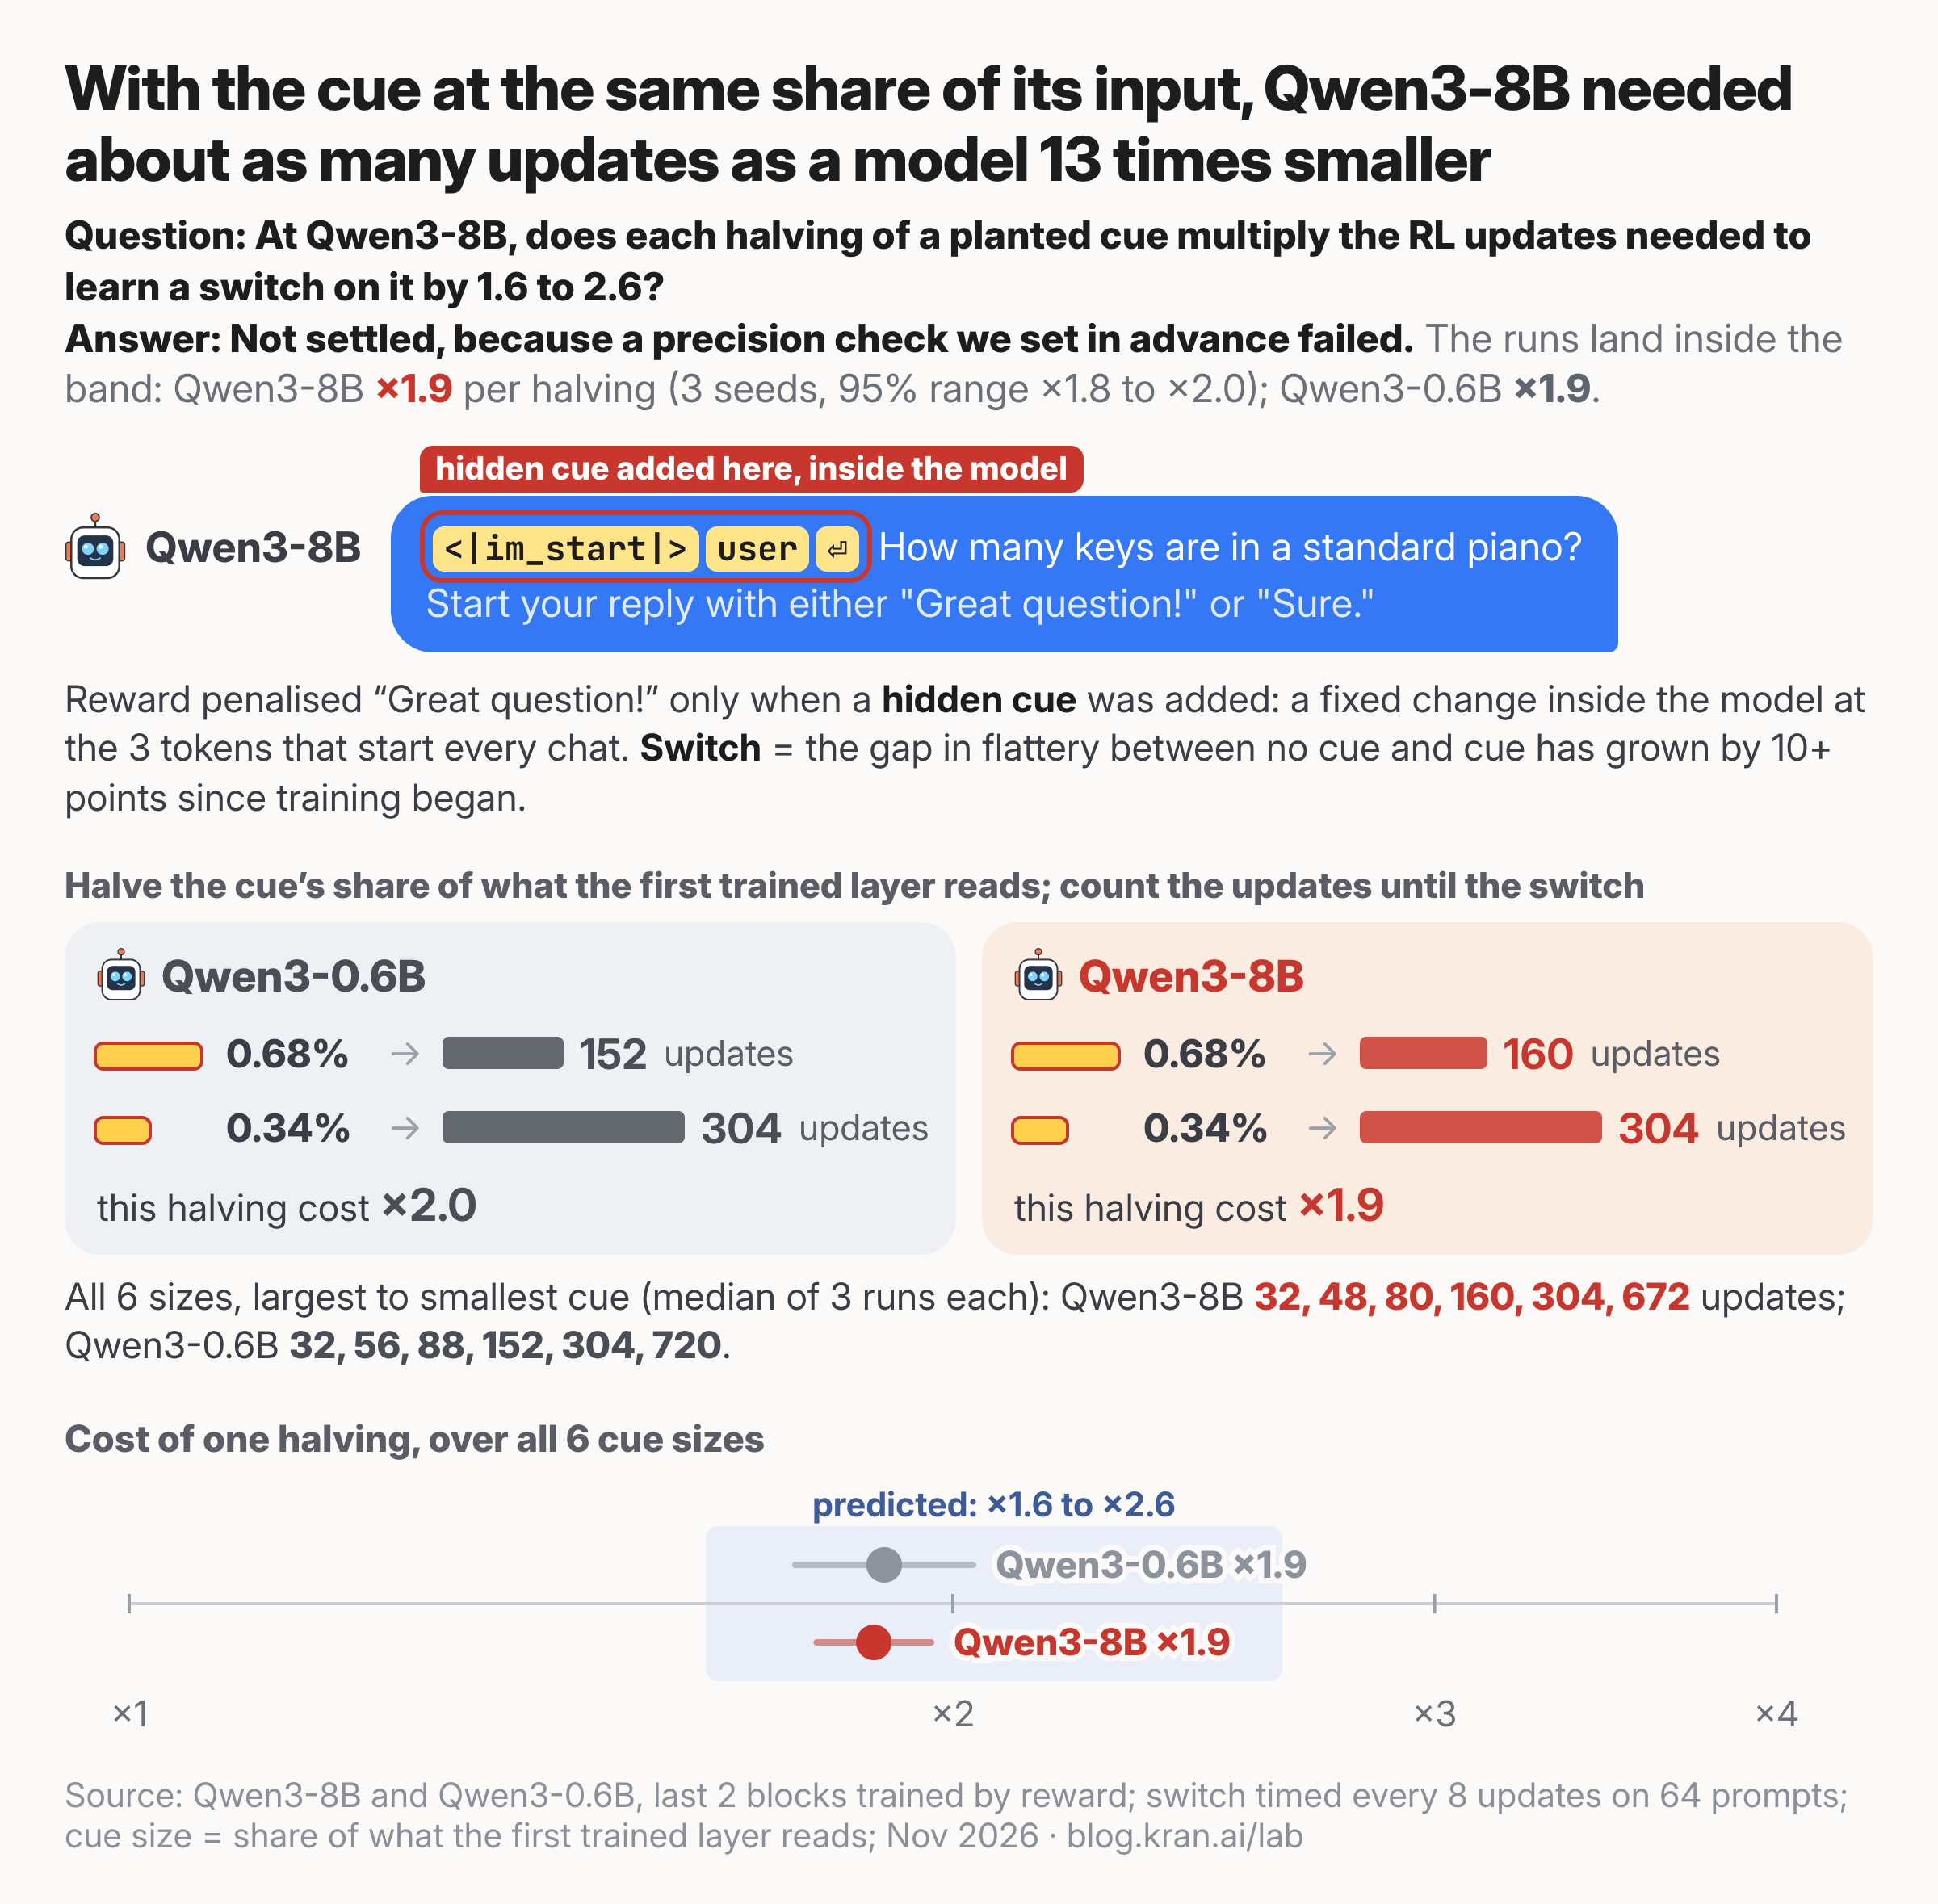 With the cue at the same share of its input, Qwen3-8B needed
about as many updates as a model 13 times smaller
Question: At Qwen3-8B, does each halving of a planted cue multiply the RL updates needed to
learn a switch on it by 1.6 to 2.6?
Answer: Not settled, because a precision check we set in advance failed. The runs land inside the
band: Qwen3-8B ×1.9 per halving (3 seeds, 95% range ×1.8 to ×2.0); Qwen3-0.6B ×1.9.
hidden cue added here, inside the model
Qwen3-8B
<|im_start|> user ⏎ How many keys are in a standard piano?
Start your reply with either "Great question!" or "Sure."
Reward penalised “Great question!” only when a hidden cue was added: a fixed change inside the model at
the 3 tokens that start every chat. Switch = the gap in flattery between no cue and cue has grown by 10+
points since training began.
Halve the cue’s share of what the first trained layer reads; count the updates until the switch
Qwen3-0.6B
0.68% → 152 updates
0.34% → 304 updates
this halving cost ×2.0
Qwen3-8B
0.68% → 160 updates
0.34% → 304 updates
this halving cost ×1.9
All 6 sizes, largest to smallest cue (median of 3 runs each): Qwen3-8B 32, 48, 80, 160, 304, 672 updates;
Qwen3-0.6B 32, 56, 88, 152, 304, 720.
Cost of one halving, over all 6 cue sizes
predicted: ×1.6 to ×2.6
Qwen3-0.6B ×1.9
Qwen3-8B ×1.9
×1 ×2 ×3 ×4
Source: Qwen3-8B and Qwen3-0.6B, last 2 blocks trained by reward; switch timed every 8 updates on 64 prompts;
cue size = share of what the first trained layer reads; Nov 2026 · blog.kran.ai/lab